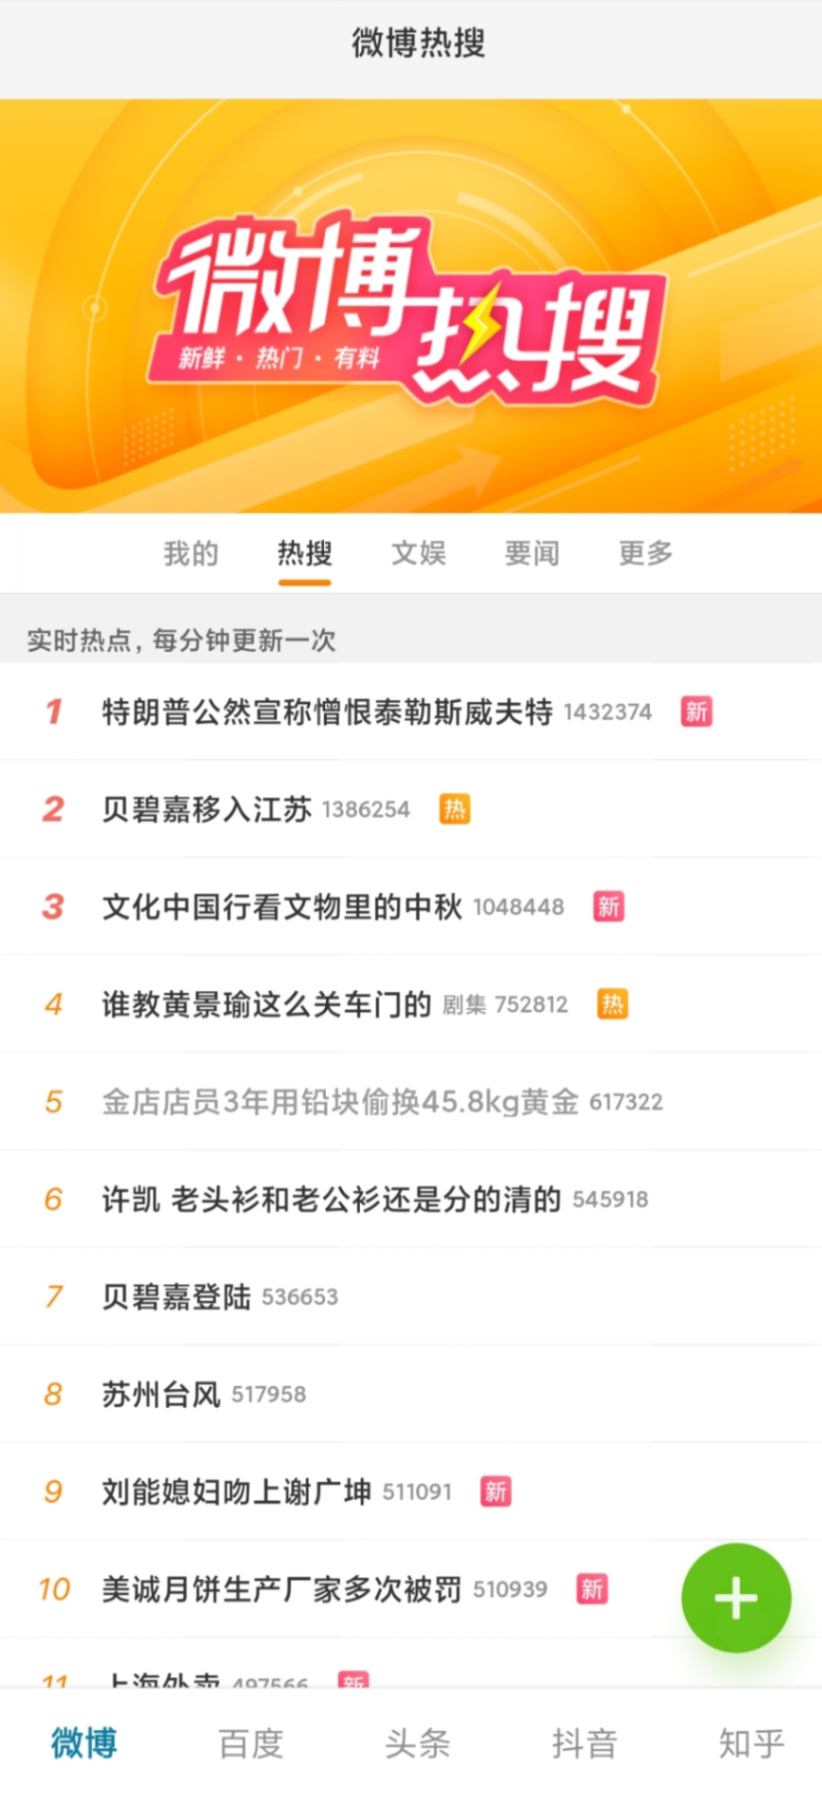 微博热搜
微博热搜
新鲜·热门·有料
我的 热搜 文娱 要闻 更多
实时热点，每分钟更新一次
1 特朗普公然宣称憎恨泰勒斯威夫特 1432374 新
2 贝碧嘉移入江苏 1386254 热
3 文化中国行看文物里的中秋 1048448 新
4 谁教黄景瑜这么关车门的 剧集 752812 热
5 金店店员3年用铅块偷换45.8kg黄金 617322
6 许凯 老头衫和老公衫还是分的清的 545918
7 贝碧嘉登陆 536653
8 苏州台风 517958
9 刘能媳妇吻上谢广坤 511091 新
10 美诚月饼生产厂家多次被罚 510939 新
11 上海外卖 497566 新
微博 百度 头条 抖音 知乎